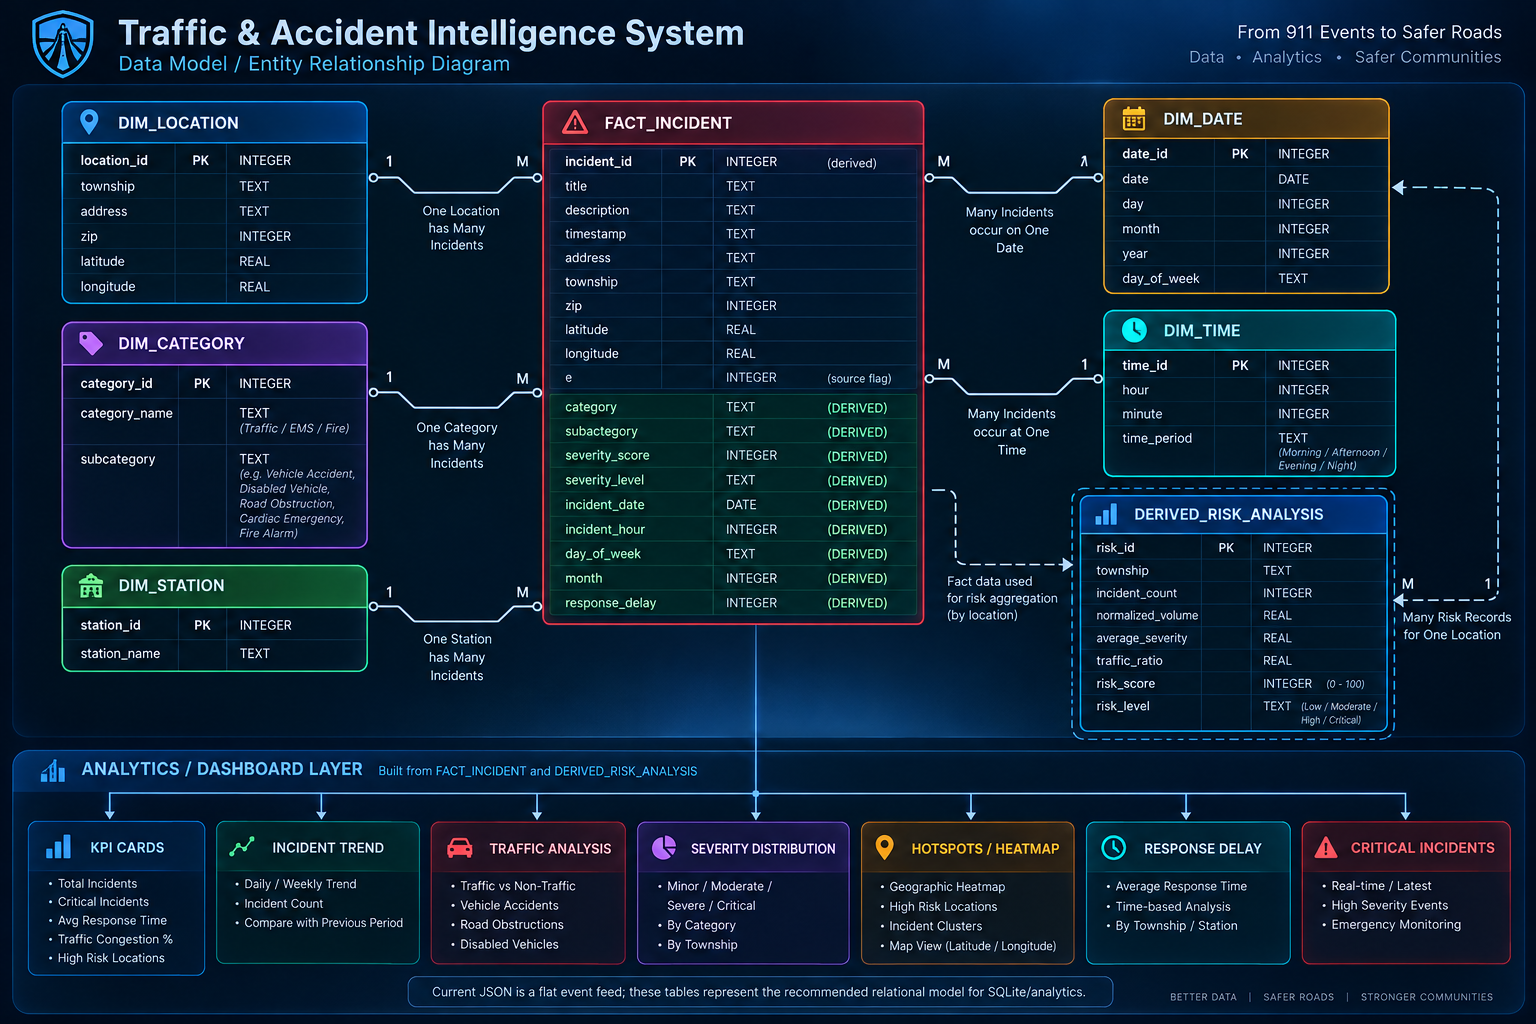 Traffic & Accident Intelligence System
Data Model / Entity Relationship Diagram
From 911 Events to Safer Roads
Data • Analytics • Safer Communities
DIM_LOCATION
location_id PK INTEGER
township TEXT
address TEXT
zip INTEGER
latitude REAL
longitude REAL
1 M
One Location
has Many
Incidents
DIM_CATEGORY
category_id PK INTEGER
category_name TEXT
(Traffic / EMS / Fire)
subcategory TEXT
(e.g. Vehicle Accident,
Disabled Vehicle,
Road Obstruction,
Cardiac Emergency,
Fire Alarm)
1 M
One Category
has Many
Incidents
DIM_STATION
station_id PK INTEGER
station_name TEXT
1 M
One Station
has Many
Incidents
FACT_INCIDENT
incident_id PK INTEGER (derived)
title TEXT
description TEXT
timestamp TEXT
address TEXT
township TEXT
zip INTEGER
latitude REAL
longitude REAL
e INTEGER (source flag)
category TEXT (DERIVED)
subactegory TEXT (DERIVED)
severity_score INTEGER (DERIVED)
severity_level TEXT (DERIVED)
incident_date DATE (DERIVED)
incident_hour INTEGER (DERIVED)
day_of_week TEXT (DERIVED)
month INTEGER (DERIVED)
response_delay INTEGER (DERIVED)
M
Many Incidents
occur on One
Date
DIM_DATE
date_id PK INTEGER
date DATE
day INTEGER
month INTEGER
year INTEGER
day_of_week TEXT
M 1
Many Incidents
occur at One
Time
DIM_TIME
time_id PK INTEGER
hour INTEGER
minute INTEGER
time_period TEXT
(Morning / Afternoon /
Evening / Night)
Fact data used
for risk aggregation
(by location)
DERIVED_RISK_ANALYSIS
risk_id PK INTEGER
township TEXT
incident_count INTEGER
normalized_volume REAL
average_severity REAL
traffic_ratio REAL
risk_score INTEGER (0 - 100)
risk_level TEXT (Low / Moderate /
High / Critical)
M 1
Many Risk Records
for One Location
ANALYTICS / DASHBOARD LAYER Built from FACT_INCIDENT and DERIVED_RISK_ANALYSIS
KPI CARDS
• Total Incidents
• Critical Incidents
• Avg Response Time
• Traffic Congestion %
• High Risk Locations
INCIDENT TREND
• Daily / Weekly Trend
• Incident Count
• Compare with Previous Period
TRAFFIC ANALYSIS
• Traffic vs Non-Traffic
• Vehicle Accidents
• Road Obstructions
• Disabled Vehicles
SEVERITY DISTRIBUTION
• Minor / Moderate /
Severe / Critical
• By Category
• By Township
HOTSPOTS / HEATMAP
• Geographic Heatmap
• High Risk Locations
• Incident Clusters
• Map View (Latitude / Longitude)
RESPONSE DELAY
• Average Response Time
• Time-based Analysis
• By Township / Station
CRITICAL INCIDENTS
• Real-time / Latest
• High Severity Events
• Emergency Monitoring
Current JSON is a flat event feed; these tables represent the recommended relational model for SQLite/analytics.
BETTER DATA | SAFER ROADS | STRONGER COMMUNITIES